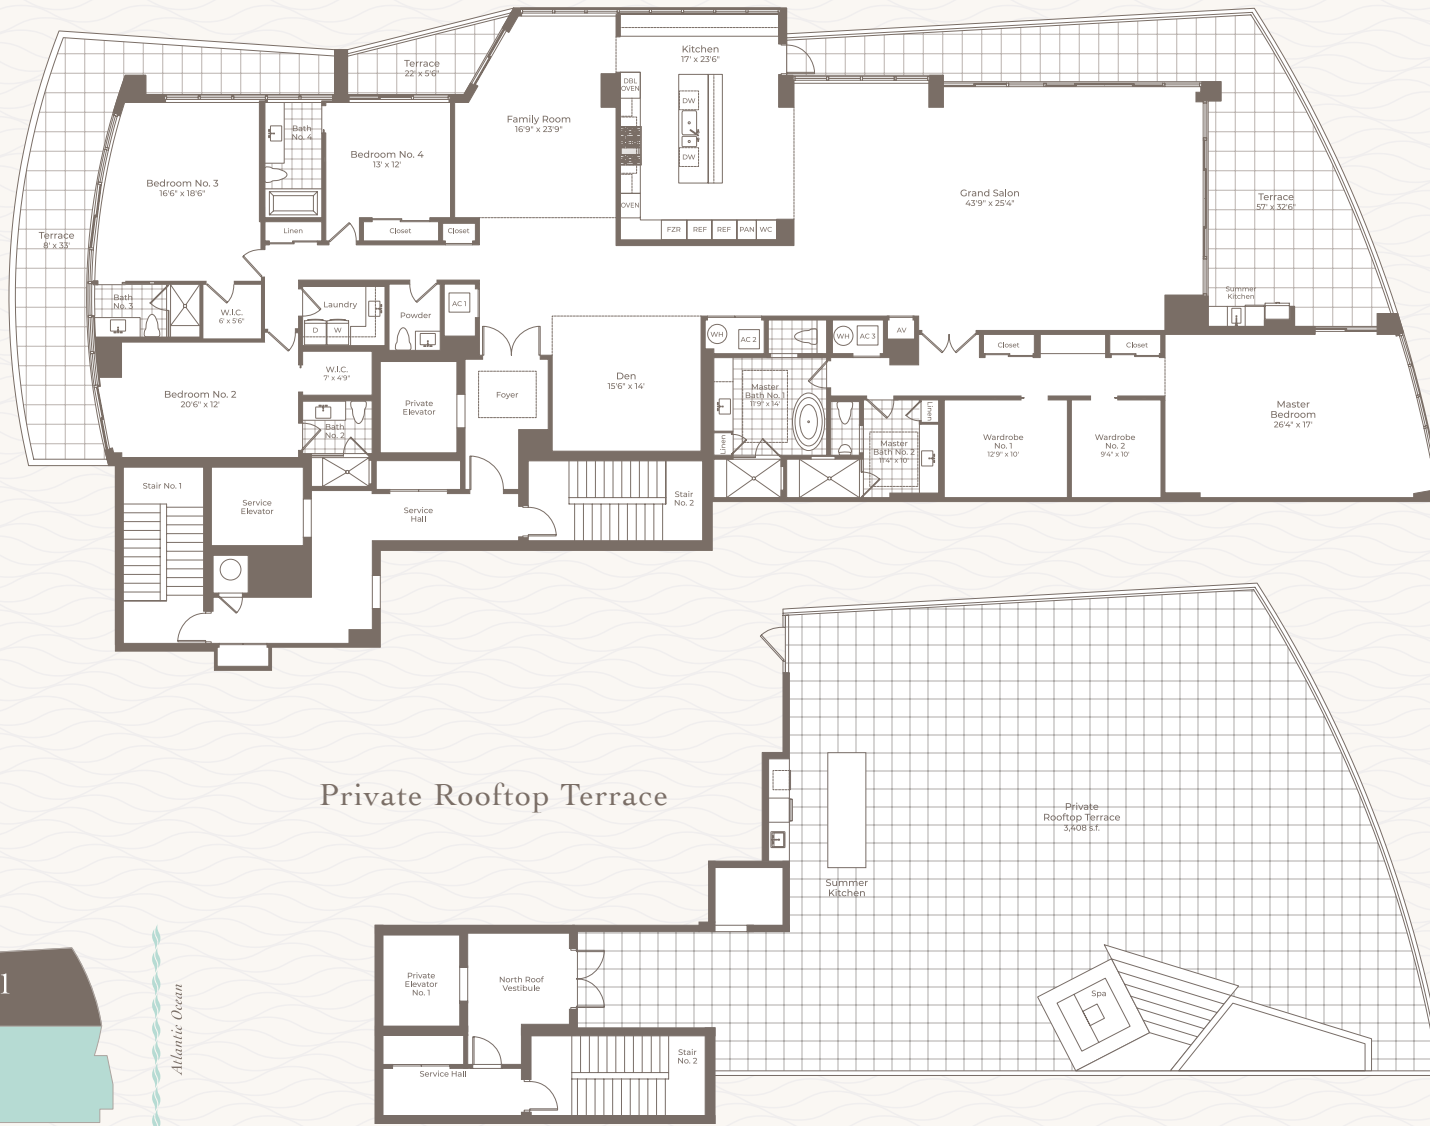 Kitchen
17' x 23'6"
Terrace
22' x 5'6"
DBL
OVEN
DW
DW
OVEN
FZR
REF
REF
PAN
WC
Family Room
16'9" x 23'9"
Bath
No. 4
Bedroom No. 4
13' x 12'
Bedroom No. 3
16'6" x 18'6"
Grand Salon
43'9" x 25'4"
Terrace
57' x 32'6"
Terrace
8' x 33'
Linen
Closet
Closet
Summer
Kitchen
Bath
No. 3
W.I.C.
6' x 5'6"
Laundry
D
W
Powder
AC 1
WH
AC 2
WH
AC 3
AV
Closet
Closet
W.I.C.
7' x 4'9"
Bedroom No. 2
20'6" x 12'
Private
Elevator
Foyer
Den
15'6" x 14'
Master
Bath No. 1
11'9" x 14'
Linen
Linen
Master
Bath No. 2
11'4" x 10'
Wardrobe
No. 1
12'9" x 10'
Wardrobe
No. 2
9'4" x 10'
Master
Bedroom
26'4" x 17'
Bath
No. 2
Stair No. 1
Service
Elevator
Service
Hall
Stair
No. 2
Private Rooftop Terrace
Private
Rooftop Terrace
3,408 s.f.
Summer
Kitchen
Private
Elevator
No. 1
North Roof
Vestibule
Spa
Stair
No. 2
Service Hall
1
Atlantic Ocean